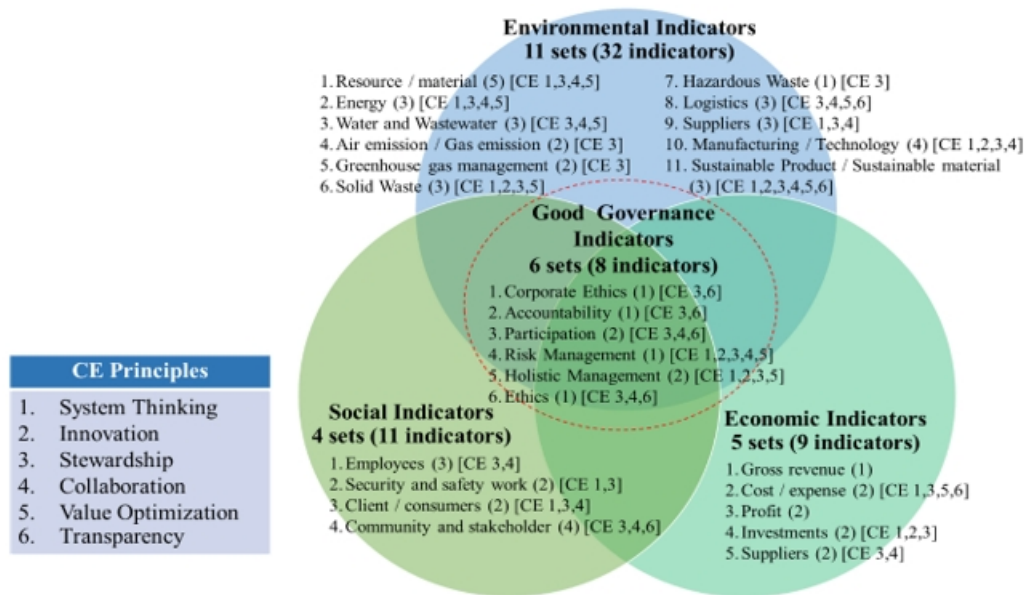 Environmental Indicators
11 sets (32 indicators)
1. Resource / material (5) [CE 1,3,4,5]
2. Energy (3) [CE 1,3,4,5]
3. Water and Wastewater (3) [CE 3,4,5]
4. Air emission / Gas emission (2) [CE 3]
5. Greenhouse gas management (2) [CE 3]
6. Solid Waste (3) [CE 1,2,3,5]
7. Hazardous Waste (1) [CE 3]
8. Logistics (3) [CE 3,4,5,6]
9. Suppliers (3) [CE 1,3,4]
10. Manufacturing / Technology (4) [CE 1,2,3,4]
11. Sustainable Product / Sustainable material
(3) [CE 1,2,3,4,5,6]
Good Governance
Indicators
6 sets (8 indicators)
1. Corporate Ethics (1) [CE 3,6]
2. Accountability (1) [CE 3,6]
3. Participation (2) [CE 3,4,6]
4. Risk Management (1) [CE 1,2,3,4,5]
5. Holistic Management (2) [CE 1,2,3,5]
6. Ethics (1) [CE 3,4,6]
CE Principles
1. System Thinking
2. Innovation
3. Stewardship
4. Collaboration
5. Value Optimization
6. Transparency
Social Indicators
4 sets (11 indicators)
1. Employees (3) [CE 3,4]
2. Security and safety work (2) [CE 1,3]
3. Client / consumers (2) [CE 1,3,4]
4. Community and stakeholder (4) [CE 3,4,6]
Economic Indicators
5 sets (9 indicators)
1. Gross revenue (1)
2. Cost / expense (2) [CE 1,3,5,6]
3. Profit (2)
4. Investments (2) [CE 1,2,3]
5. Suppliers (2) [CE 3,4]